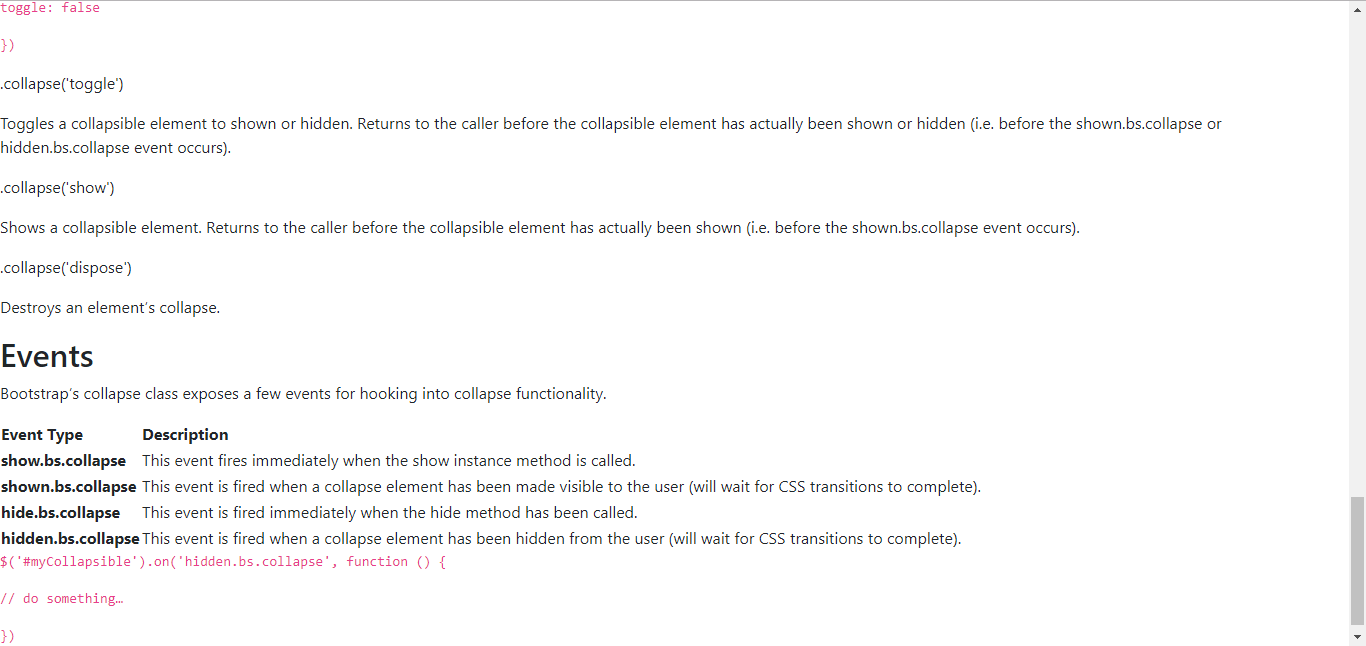 toggle: false
})
.collapse('toggle')
Toggles a collapsible element to shown or hidden. Returns to the caller before the collapsible element has actually been shown or hidden (i.e. before the shown.bs.collapse or
hidden.bs.collapse event occurs).
.collapse('show')
Shows a collapsible element. Returns to the caller before the collapsible element has actually been shown (i.e. before the shown.bs.collapse event occurs).
.collapse('dispose')
Destroys an element’s collapse.
Events
Bootstrap’s collapse class exposes a few events for hooking into collapse functionality.
Event Type Description
show.bs.collapse This event fires immediately when the show instance method is called.
shown.bs.collapse This event is fired when a collapse element has been made visible to the user (will wait for CSS transitions to complete).
hide.bs.collapse This event is fired immediately when the hide method has been called.
hidden.bs.collapse This event is fired when a collapse element has been hidden from the user (will wait for CSS transitions to complete).
$('#myCollapsible').on('hidden.bs.collapse', function () {
// do something…
})